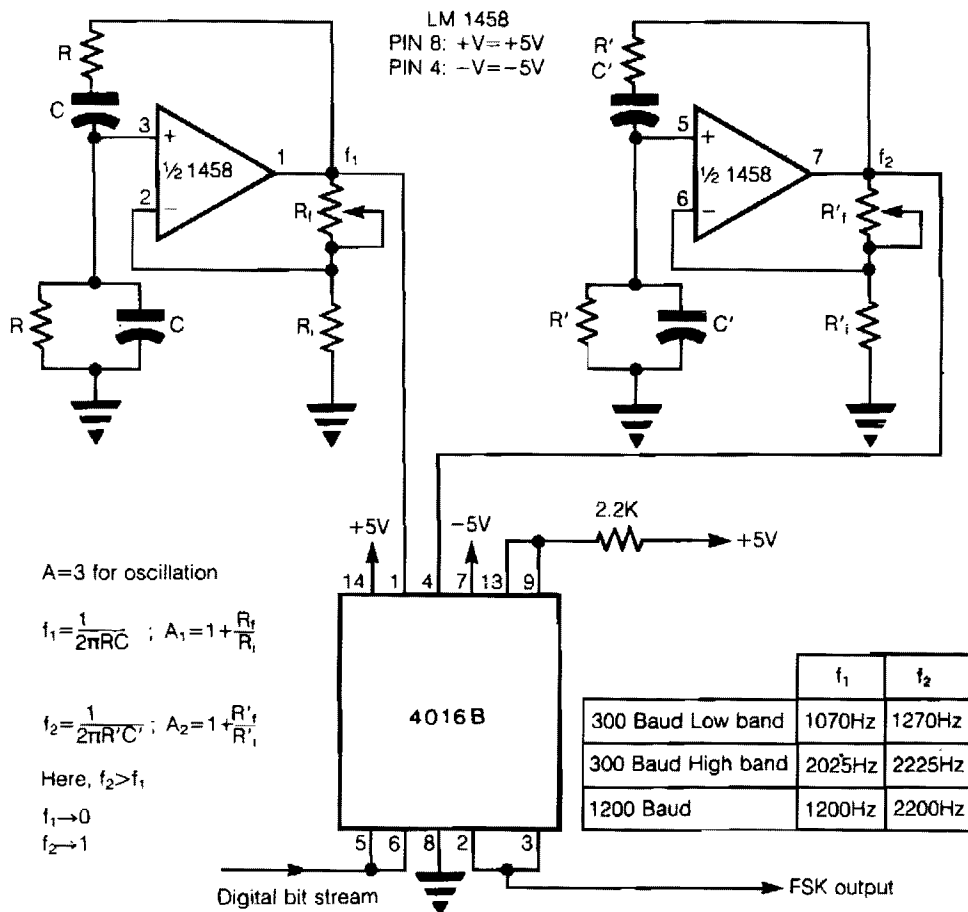 LM 1458
PIN 8: +V=+5V
PIN 4: −V=−5V
R
C
3
+
½ 1458
1
f₁
2
−
Rf
R
C
Ri
R'
C'
5
+
½ 1458
7
f₂
6
−
R'f
R'
C'
R'i
+5V
−5V
2.2K
+5V
14
1
4
7
13
9
4016B
5
6
8
2
3
Digital bit stream
FSK output
A=3 for oscillation
f₁=1/2πRC ; A₁=1+Rf/Ri
f₂=1/2πR'C' ; A₂=1+R'f/R'i
Here, f₂>f₁
f₁→0
f₂→1
f₁ f₂
300 Baud Low band 1070Hz 1270Hz
300 Baud High band 2025Hz 2225Hz
1200 Baud 1200Hz 2200Hz